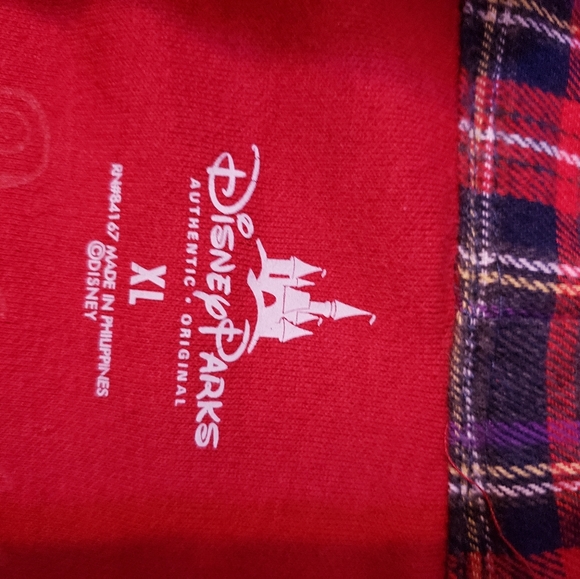 DISNEY PARKS
AUTHENTIC · ORIGINAL
XL
RN#84167 MADE IN PHILIPPINES
©DISNEY